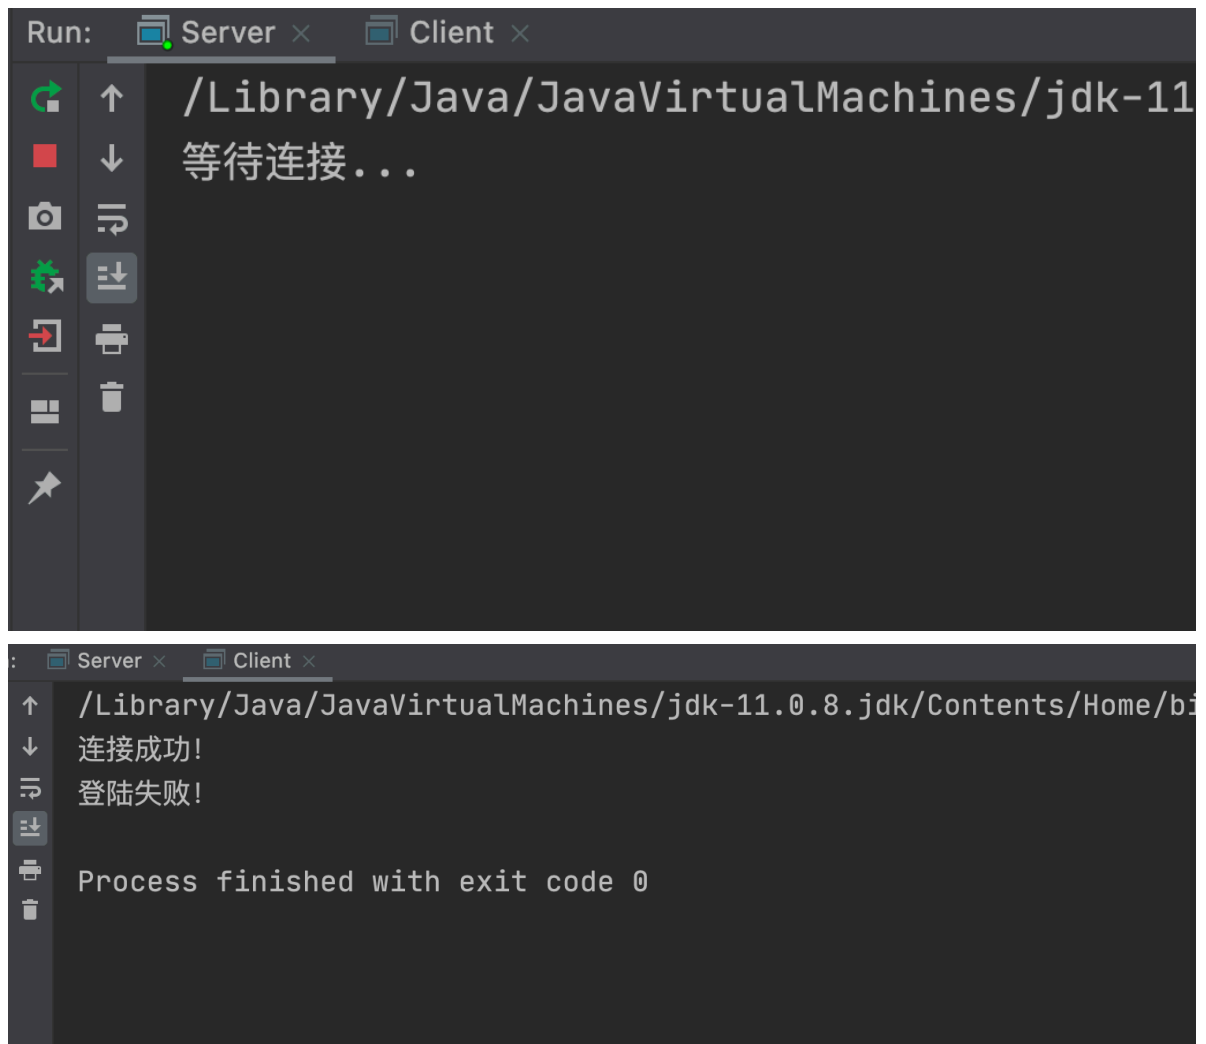 Run: Server Client
/Library/Java/JavaVirtualMachines/jdk-11
等待连接...
: Server Client
/Library/Java/JavaVirtualMachines/jdk-11.0.8.jdk/Contents/Home/bi
连接成功!
登陆失败!
Process finished with exit code 0